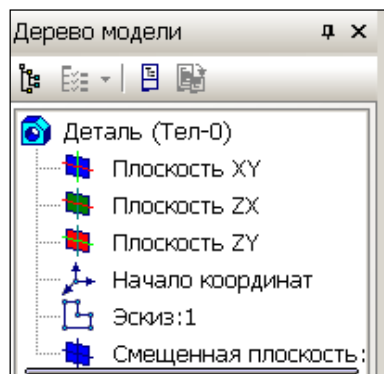 Дерево модели
Деталь (Тел-0)
Плоскость XY
Плоскость ZX
Плоскость ZY
Начало координат
Эскиз:1
Смещенная плоскость: